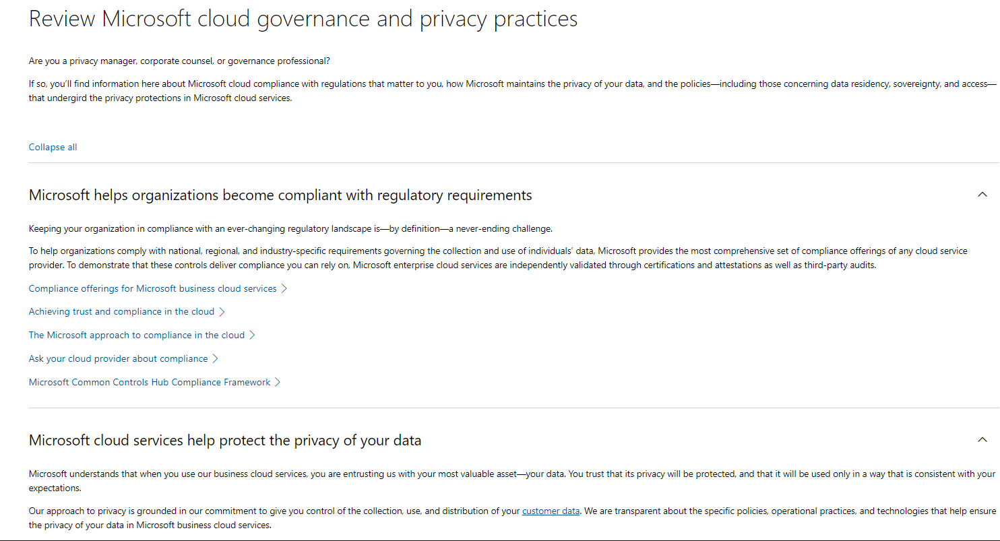 Review Microsoft cloud governance and privacy practices
Are you a privacy manager, corporate counsel, or governance professional?
If so, you'll find information here about Microsoft cloud compliance with regulations that matter to you, how Microsoft maintains the privacy of your data, and the policies—including those concerning data residency, sovereignty, and access—
that undergird the privacy protections in Microsoft cloud services.
Collapse all
Microsoft helps organizations become compliant with regulatory requirements
Keeping your organization in compliance with an ever-changing regulatory landscape is—by definition—a never-ending challenge.
To help organizations comply with national, regional, and industry-specific requirements governing the collection and use of individuals' data, Microsoft provides the most comprehensive set of compliance offerings of any cloud service
provider. To demonstrate that these controls deliver compliance you can rely on, Microsoft enterprise cloud services are independently validated through certifications and attestations as well as third-party audits.
Compliance offerings for Microsoft business cloud services
Achieving trust and compliance in the cloud
The Microsoft approach to compliance in the cloud
Ask your cloud provider about compliance
Microsoft Common Controls Hub Compliance Framework
Microsoft cloud services help protect the privacy of your data
Microsoft understands that when you use our business cloud services, you are entrusting us with your most valuable asset—your data. You trust that its privacy will be protected, and that it will be used only in a way that is consistent with your
expectations.
Our approach to privacy is grounded in our commitment to give you control of the collection, use, and distribution of your customer data. We are transparent about the specific policies, operational practices, and technologies that help ensure
the privacy of your data in Microsoft business cloud services.